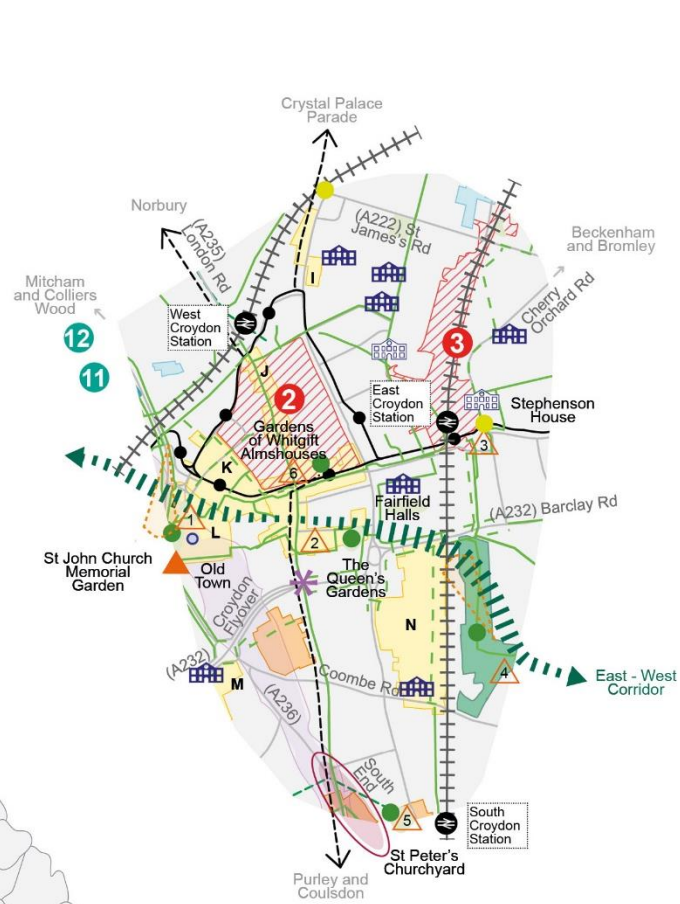 Crystal Palace
Parade
Norbury
(A235)
London Rd
(A222) St
James's Rd
Beckenham
and Bromley
Mitcham
and Colliers
Wood
12
11
I
West
Croydon
Station
Cherry
Orchard Rd
3
J
2
East
Croydon
Station
Stephenson
House
Gardens
of Whitgift
Almshouses
3
K
6
Fairfield
Halls
(A232) Barclay Rd
1
L
2
St John Church
Memorial
Garden
Old
Town
The
Queen's
Gardens
Croydon
Flyover
N
(A232)
M
Coombe Rd
4
East - West
Corridor
(A236)
South
End
5
South
Croydon
Station
St Peter's
Churchyard
Purley and
Coulsdon